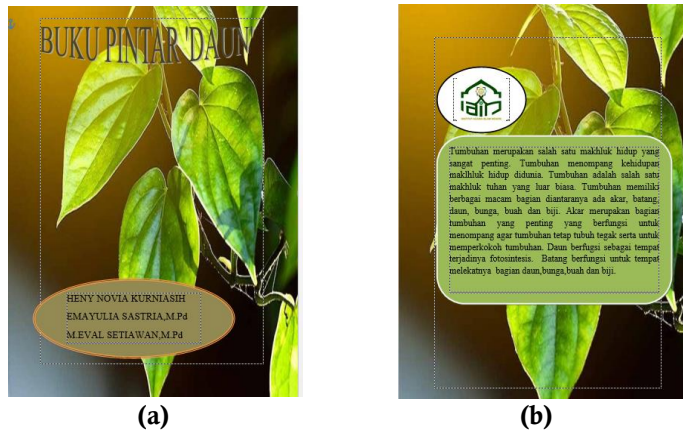 BUKU PINTAR 'DAUN'
HENY NOVIA KURNIASIH
EMAYULIA SASTRIA,M.Pd
M.EVAL SETIAWAN,M.Pd
(a)
iain
Tumbuhan merupakan salah satu makhluk hidup yang
sangat penting. Tumbuhan menompang kehidupan
maklhluk hidup didunia. Tumbuhan adalah salah satu
makhluk tuhan yang luar biasa. Tumbuhan memiliki
berbagai macam bagian diantaranya ada akar, batang,
daun, bunga, buah dan biji. Akar merupakan bagian
tumbuhan yang penting yang berfungsi untuk
menompang agar tumbuhan tetap tubuh tegak serta untuk
memperkokoh tumbuhan. Daun berfugsi sebagai tempat
terjadinya fotosintesis. Batang berfungsi untuk tempat
melekatnya bagian daun,bunga,buah dan biji.
(b)